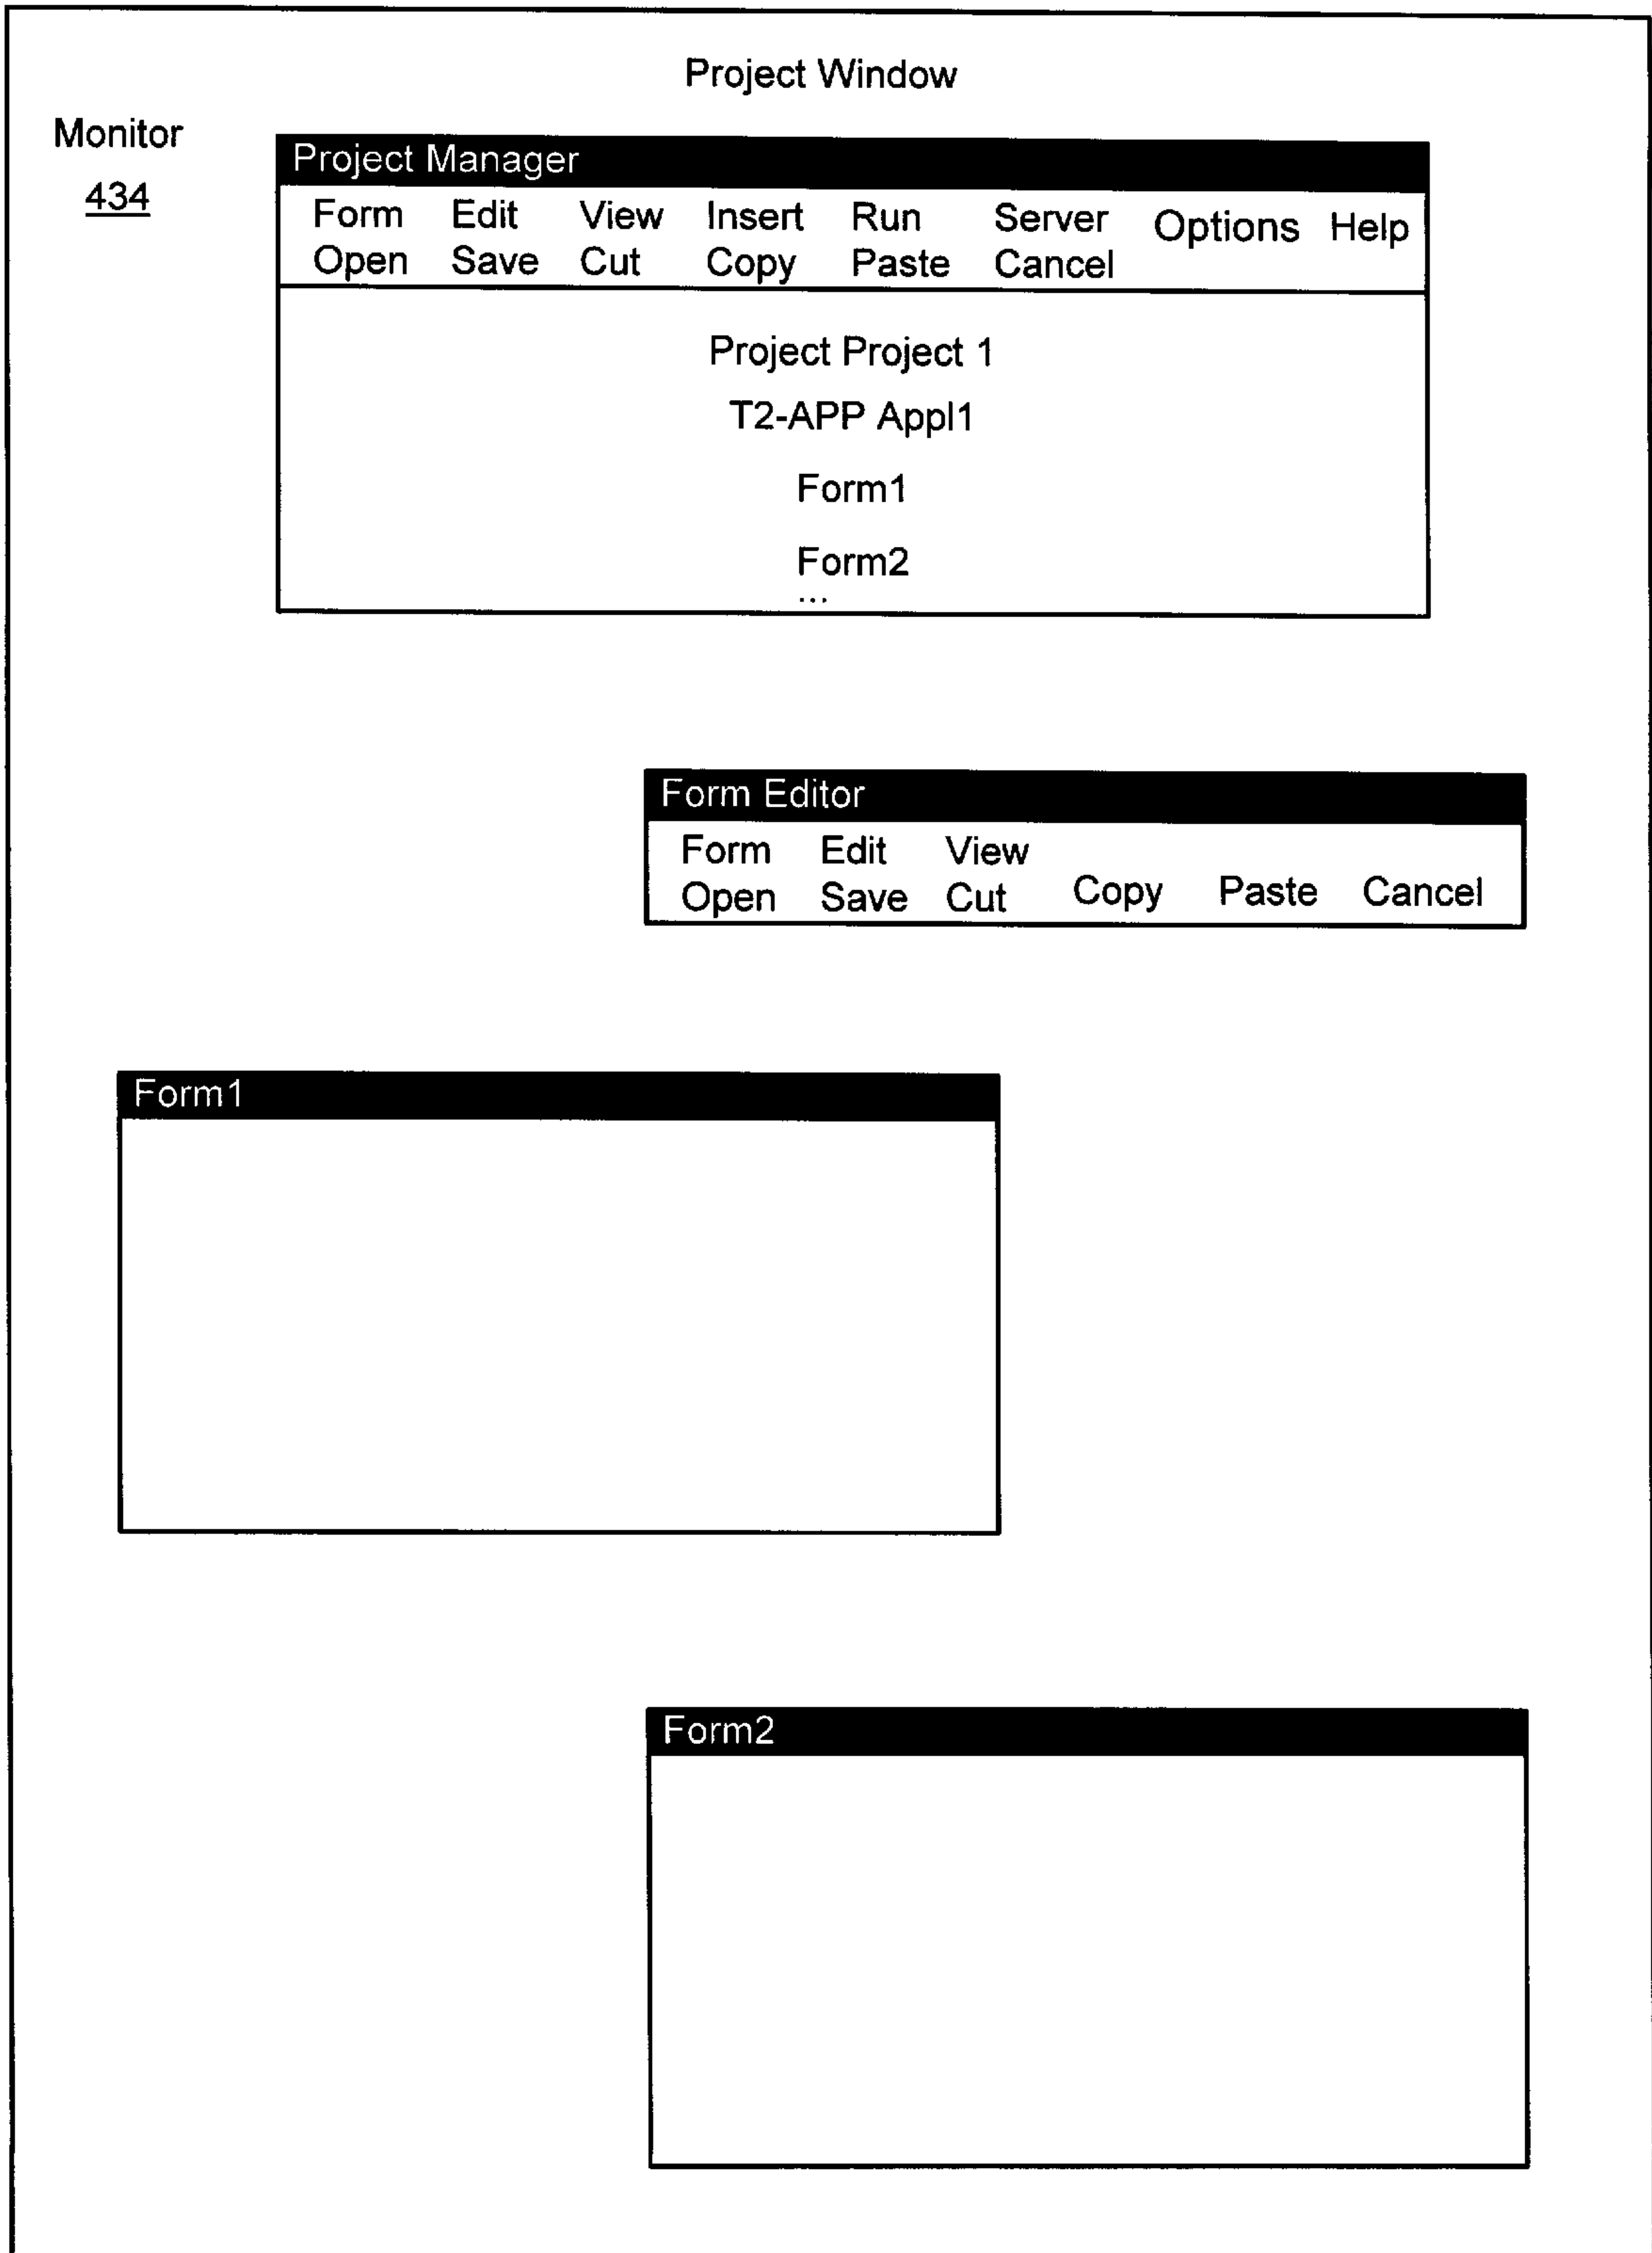 Project Window
Monitor
434
Project Manager
Form Edit View Insert Run Server Options Help
Open Save Cut Copy Paste Cancel
Project Project 1
T2-APP Appl1
Form1
Form2
...
Form Editor
Form Edit View
Open Save Cut Copy Paste Cancel
Form1
Form2